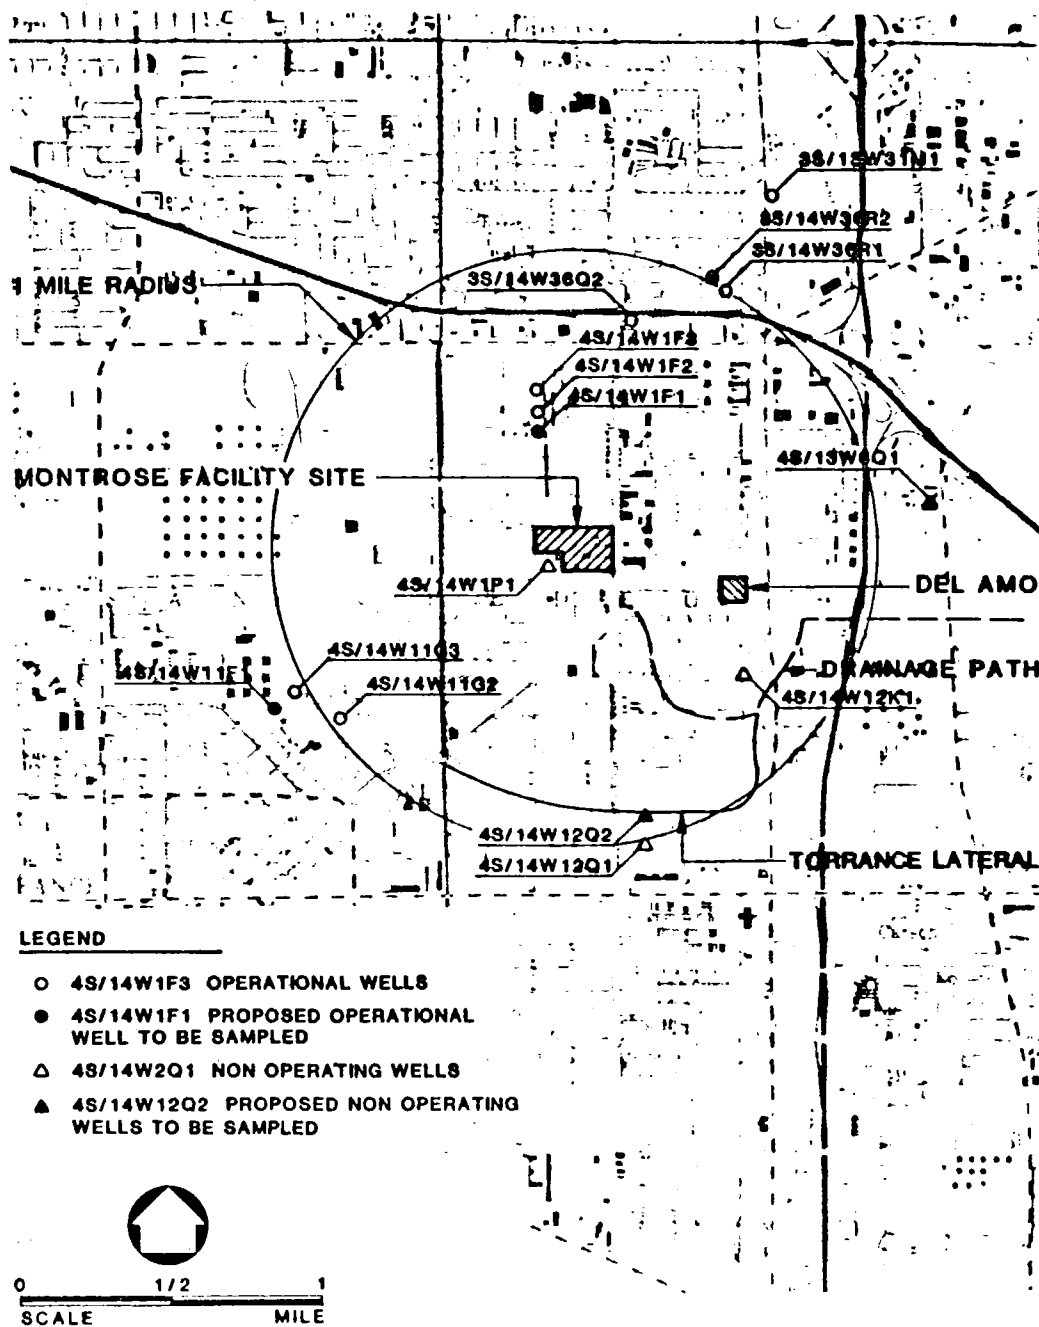 3S/13W31N1
3S/14W36R2
3S/14W36R1
3S/14W36Q2
1 MILE RADIUS
4S/14W1F3
4S/14W1F2
4S/14W1F1
4S/13W6Q1
MONTROSE FACILITY SITE
4S/14W1P1
DEL AMO
4S/14W11G3
4S/14W11F1
4S/14W11G2
DRAINAGE PATH
4S/14W12K1
4S/14W12Q2
4S/14W12Q1
TORRANCE LATERAL
LEGEND
4S/14W1F3 OPERATIONAL WELLS
4S/14W1F1 PROPOSED OPERATIONAL
WELL TO BE SAMPLED
4S/14W2Q1 NON OPERATING WELLS
4S/14W12Q2 PROPOSED NON OPERATING
WELLS TO BE SAMPLED
0 1/2 1
SCALE MILE